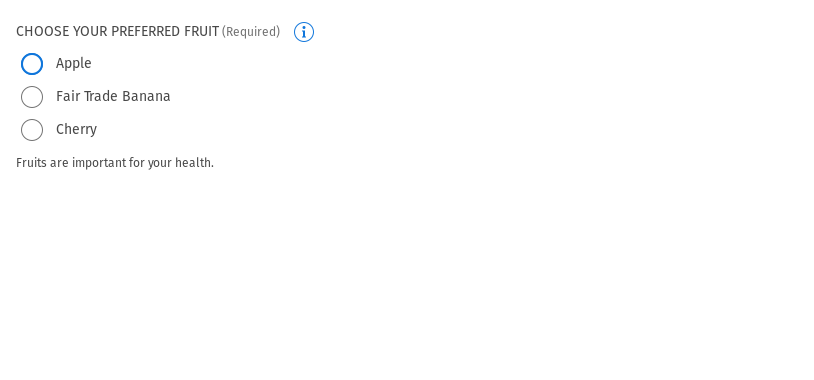 CHOOSE YOUR PREFERRED FRUIT (Required)
Apple
Fair Trade Banana
Cherry
Fruits are important for your health.